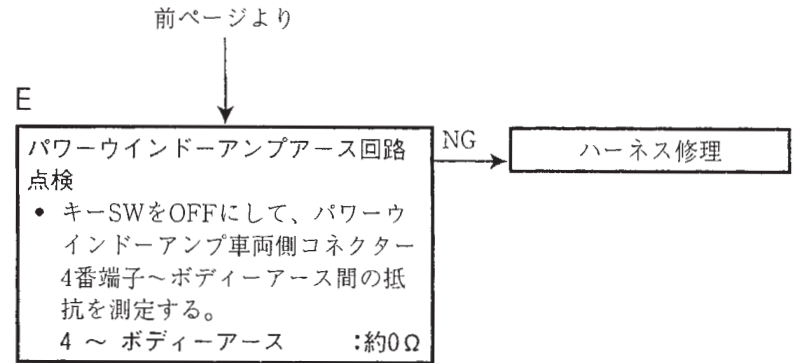 前ページより
E
パワーウインドーアンプアース回路
点検
• キーSWをOFFにして、パワーウ
インドーアンプ車両側コネクター
4番端子～ボディーアース間の抵
抗を測定する。
4 ～ ボディーアース :約0Ω
NG
ハーネス修理